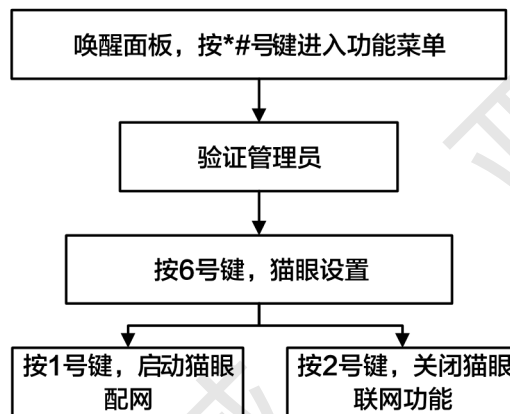 唤醒面板，按*#号键进入功能菜单
验证管理员
按6号键，猫眼设置
按1号键，启动猫眼
配网
按2号键，关闭猫眼
联网功能